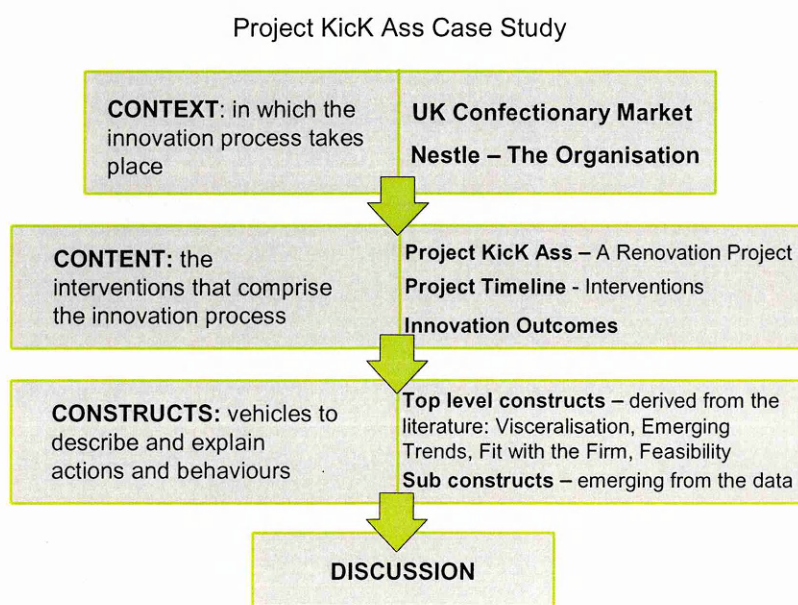 Project KicK Ass Case Study
CONTEXT: in which the
innovation process takes
place
UK Confectionary Market
Nestle – The Organisation
CONTENT: the
interventions that comprise
the innovation process
Project KicK Ass – A Renovation Project
Project Timeline - Interventions
Innovation Outcomes
CONSTRUCTS: vehicles to
describe and explain
actions and behaviours
Top level constructs – derived from the
literature: Visceralisation, Emerging
Trends, Fit with the Firm, Feasibility
Sub constructs – emerging from the data
DISCUSSION